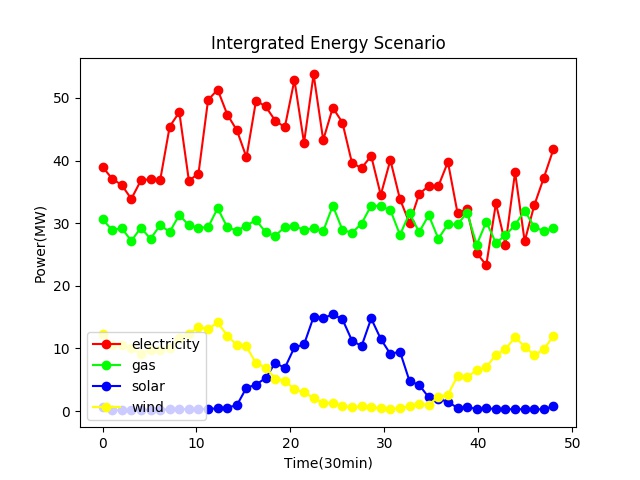 Intergrated Energy Scenario
Power(MW)
50
40
30
20
10
0
electricity
gas
solar
wind
0 10 20 30 40 50
Time(30min)